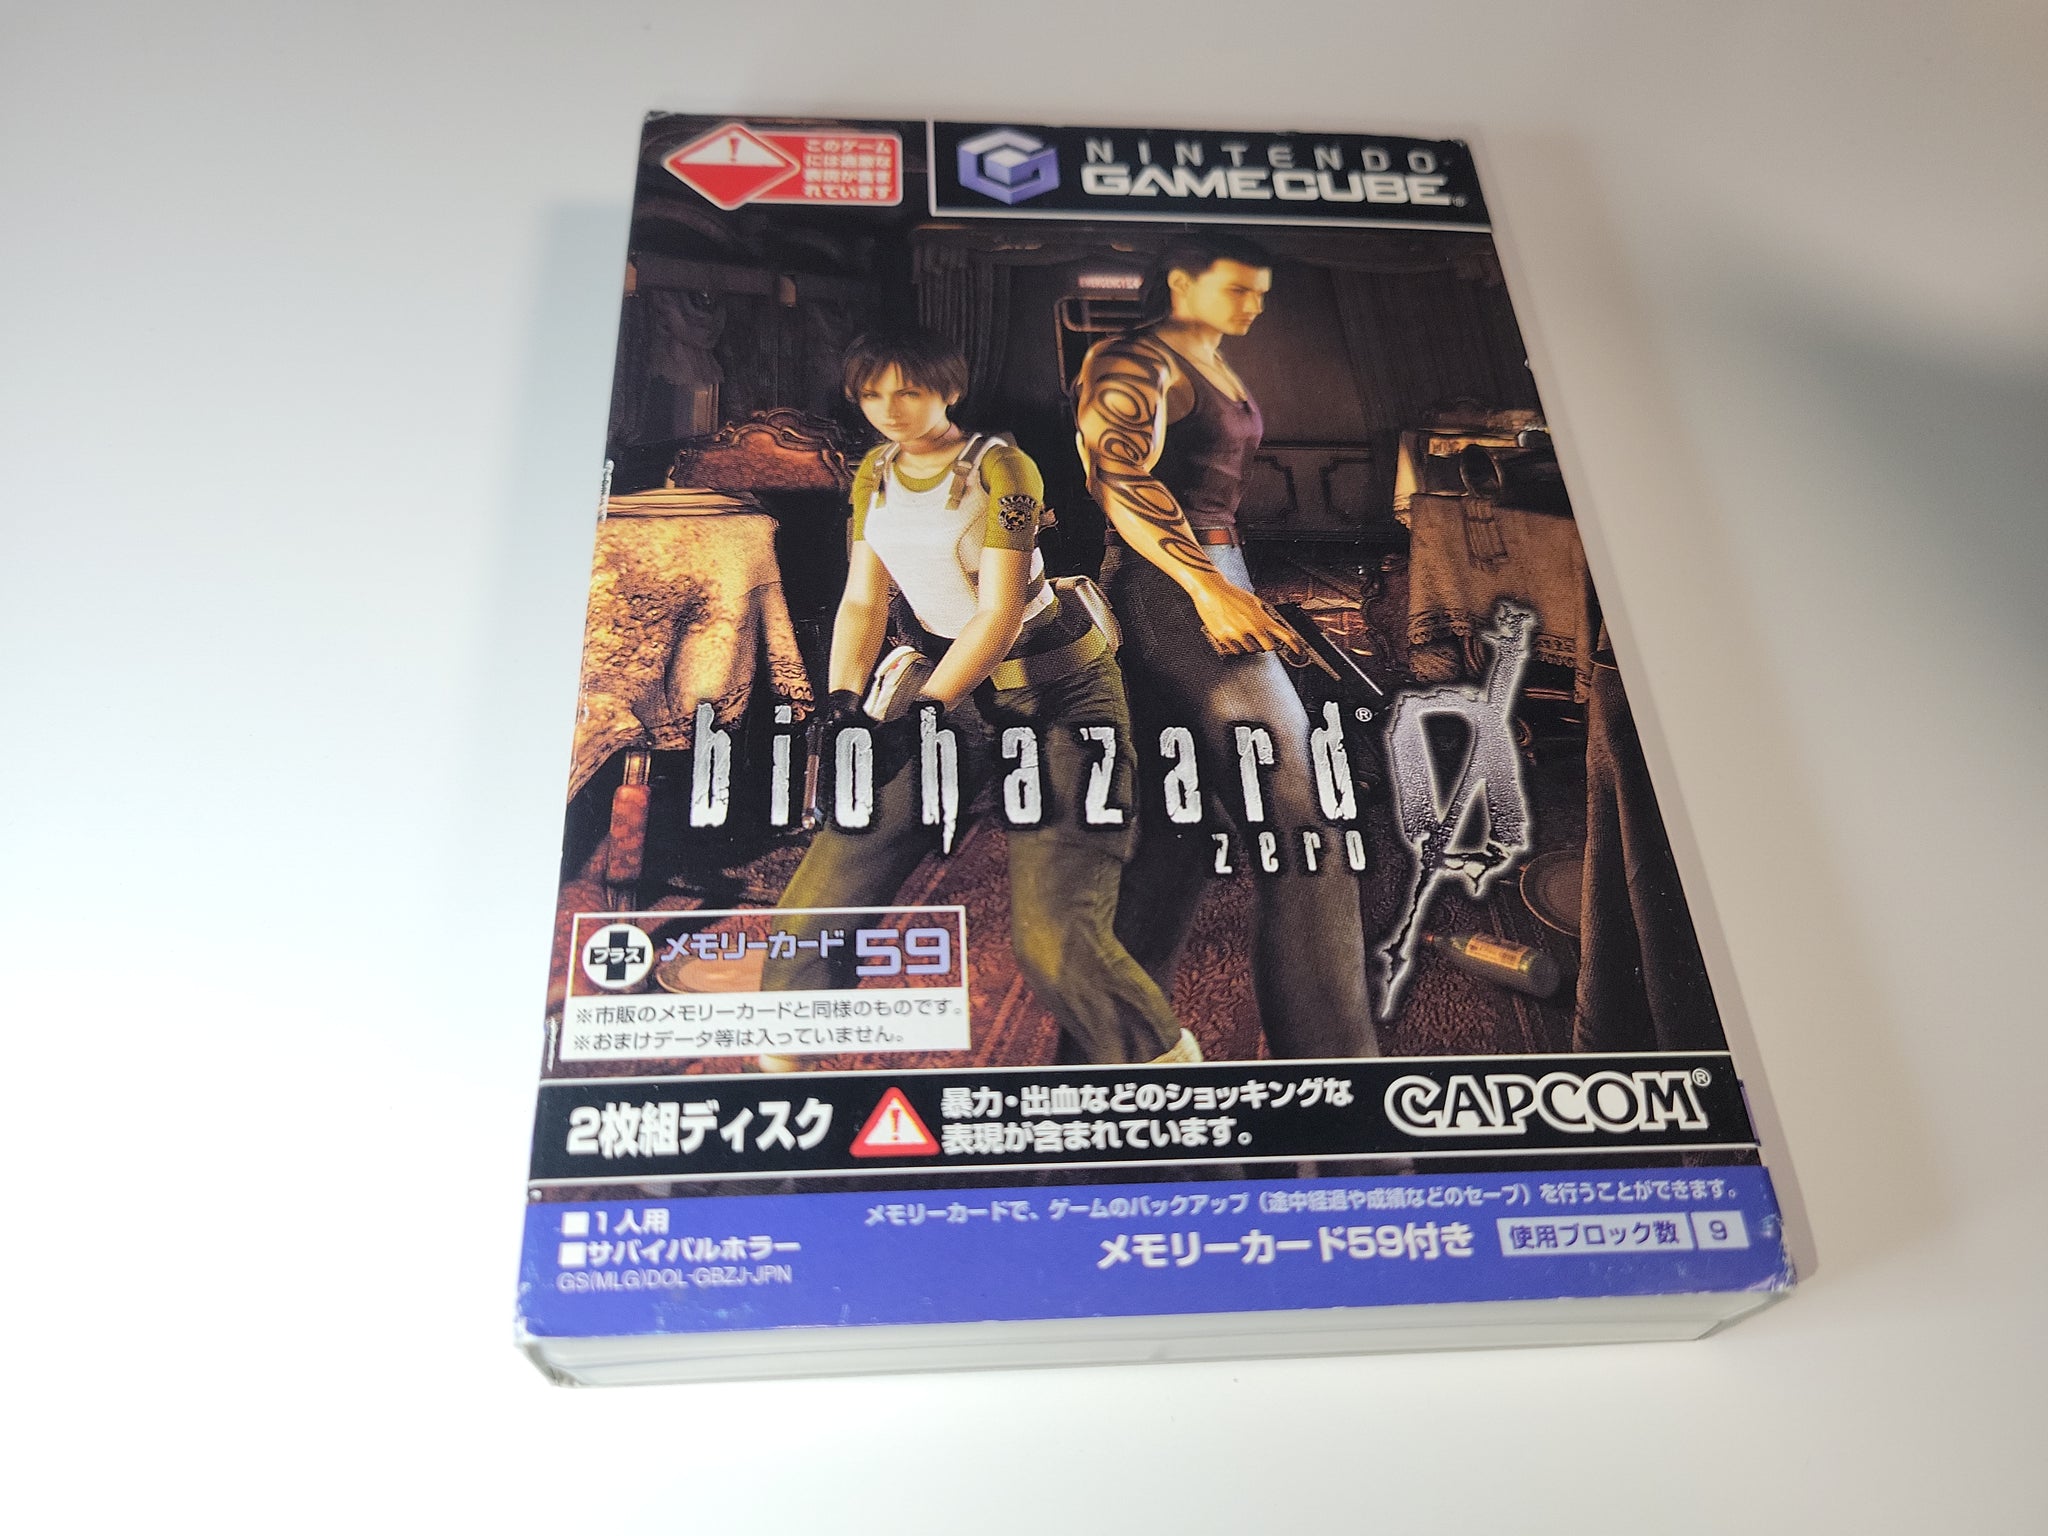 このゲーム
には過激な
表現が含ま
れています
NINTENDO
GAMECUBE
EMERGENCY
S.T.A.R.S.
biohazard®
zero
0
プラス メモリーカード 59
※市販のメモリーカードと同様のものです。
※おまけデータ等は入っていません。
2枚組ディスク
暴力・出血などのショッキングな
表現が含まれています。
CAPCOM®
■1人用
■サバイバルホラー
GS(MLG)DOL-GBZJ-JPN
メモリーカードで、ゲームのバックアップ（途中経過や成績などのセーブ）を行うことができます。
メモリーカード59付き 使用ブロック数 9